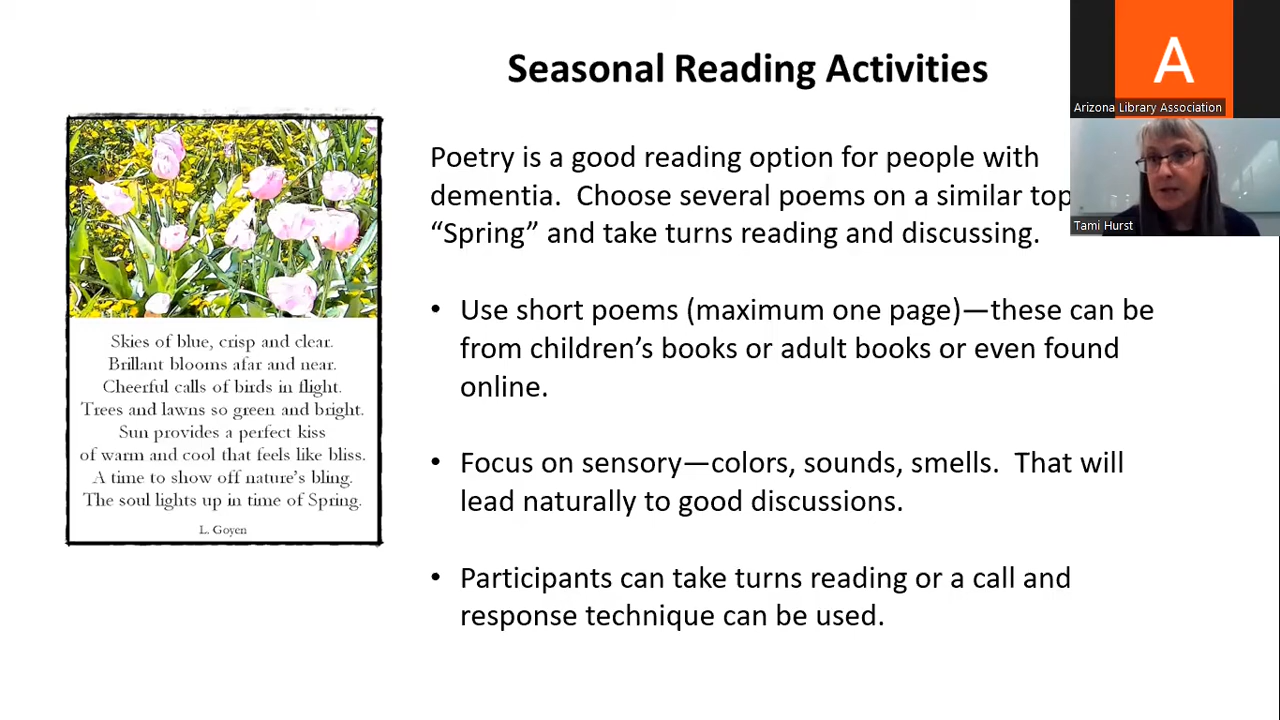 Seasonal Reading Activities
A
Arizona Library Association
Tami Hurst
Skies of blue, crisp and clear.
Brillant blooms afar and near.
Cheerful calls of birds in flight.
Trees and lawns so green and bright.
Sun provides a perfect kiss
of warm and cool that feels like bliss.
A time to show off nature's bling.
The soul lights up in time of Spring.
L. Goyen
Poetry is a good reading option for people with
dementia.  Choose several poems on a similar top
“Spring” and take turns reading and discussing.
• Use short poems (maximum one page)—these can be
from children’s books or adult books or even found
online.
• Focus on sensory—colors, sounds, smells.  That will
lead naturally to good discussions.
• Participants can take turns reading or a call and
response technique can be used.